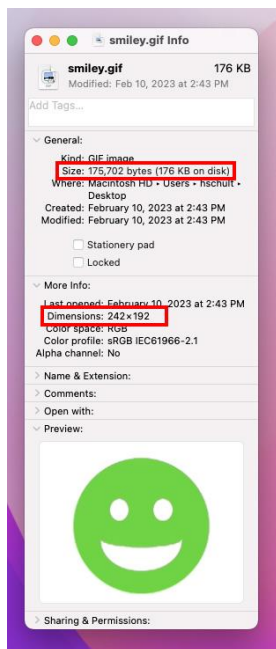 smiley.gif Info
smiley.gif 176 KB
Modified: Feb 10, 2023 at 2:43 PM
Add Tags...
General:
Kind: GIF image
Size: 175,702 bytes (176 KB on disk)
Where: Macintosh HD • Users • hschult •
Desktop
Created: February 10, 2023 at 2:43 PM
Modified: February 10, 2023 at 2:43 PM
Stationery pad
Locked
More Info:
Last opened: February 10, 2023 at 2:43 PM
Dimensions: 242×192
Color space: RGB
Color profile: sRGB IEC61966-2.1
Alpha channel: No
Name & Extension:
Comments:
Open with:
Preview:
Sharing & Permissions: